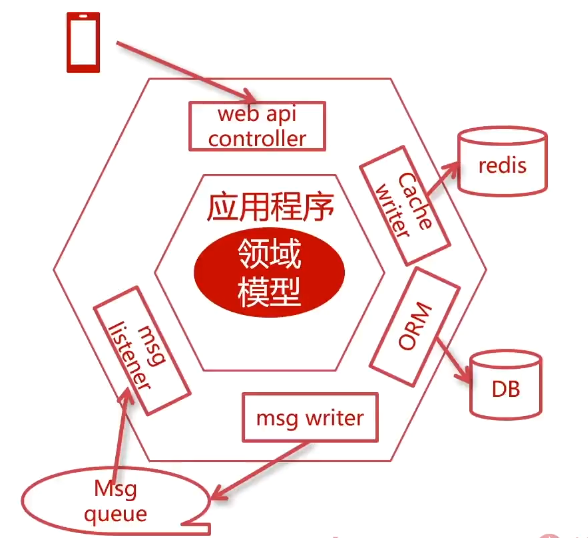 web api
controller
Cache
writer
redis
应用程序
领域
模型
msg
listener
ORM
DB
msg writer
Msg
queue